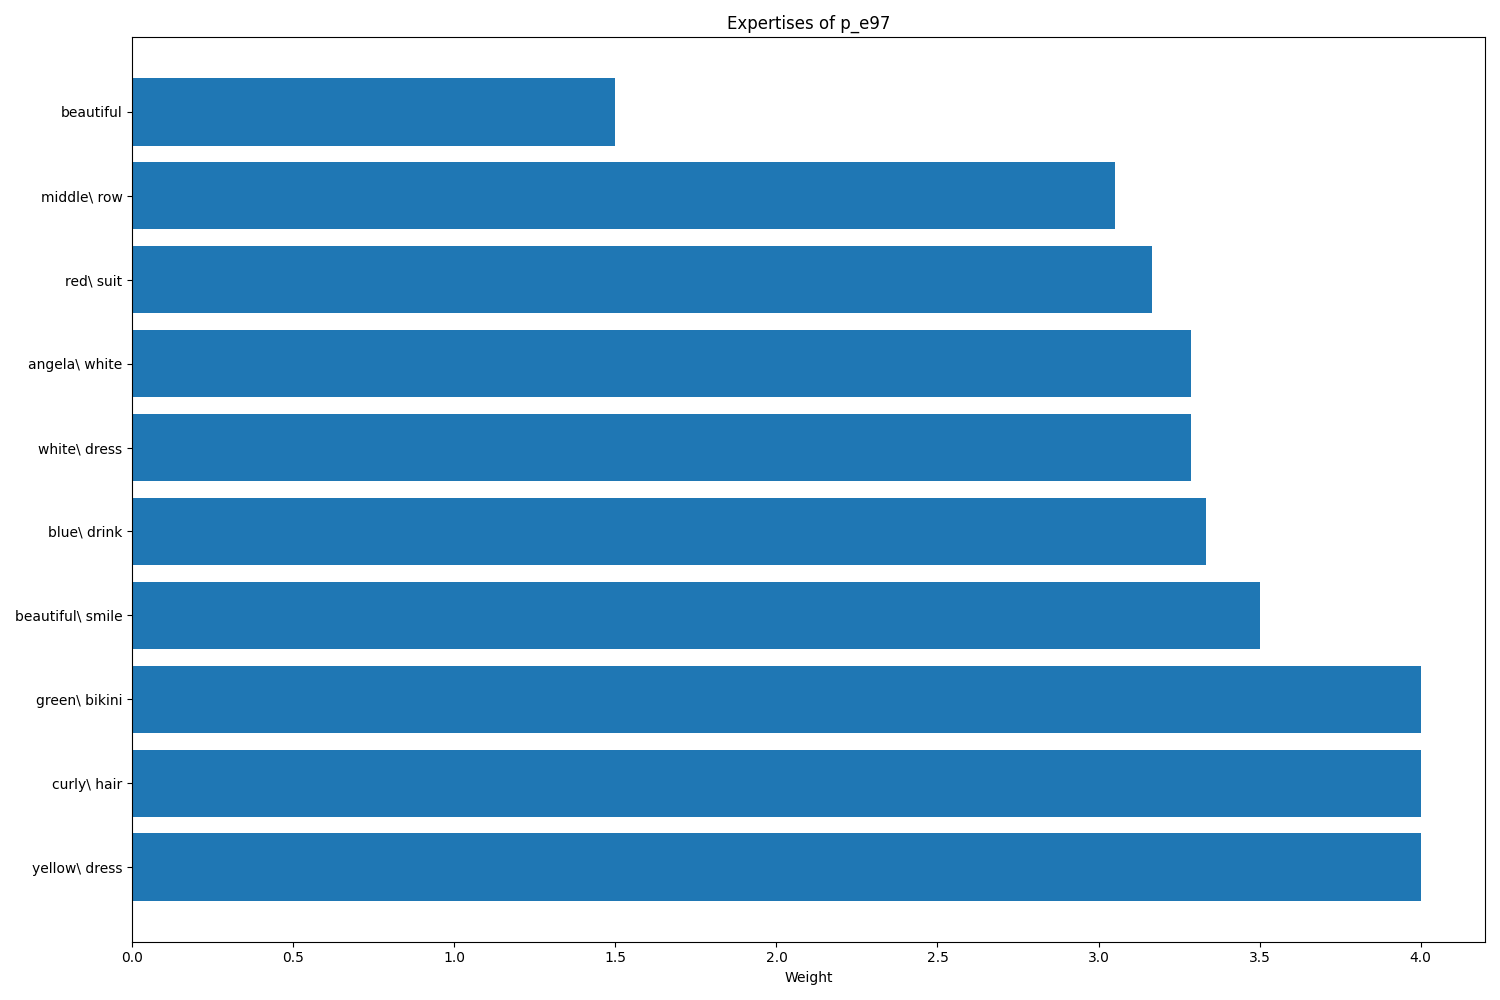 Expertises of p_e97
beautiful
middle\ row
red\ suit
angela\ white
white\ dress
blue\ drink
beautiful\ smile
green\ bikini
curly\ hair
yellow\ dress
0.0 0.5 1.0 1.5 2.0 2.5 3.0 3.5 4.0
Weight